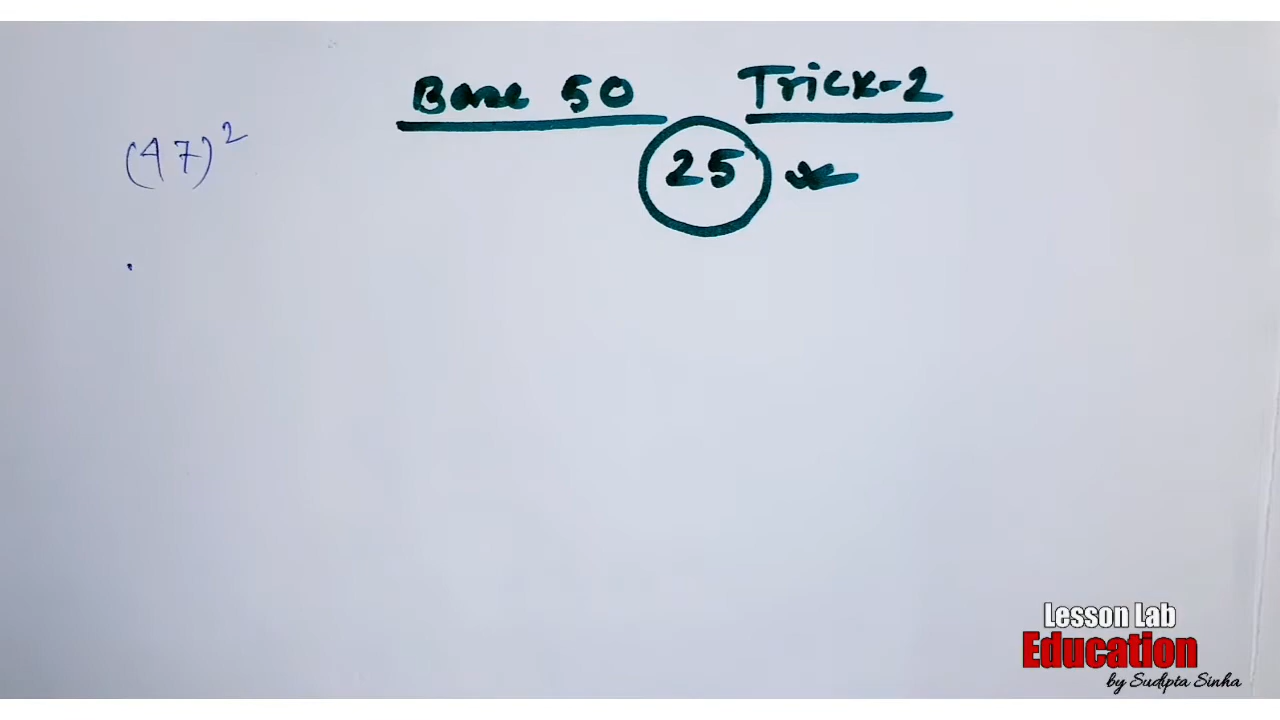 Base 50 Trick-2
(47)²
25
Lesson Lab
Education
by Sudipta Sinha